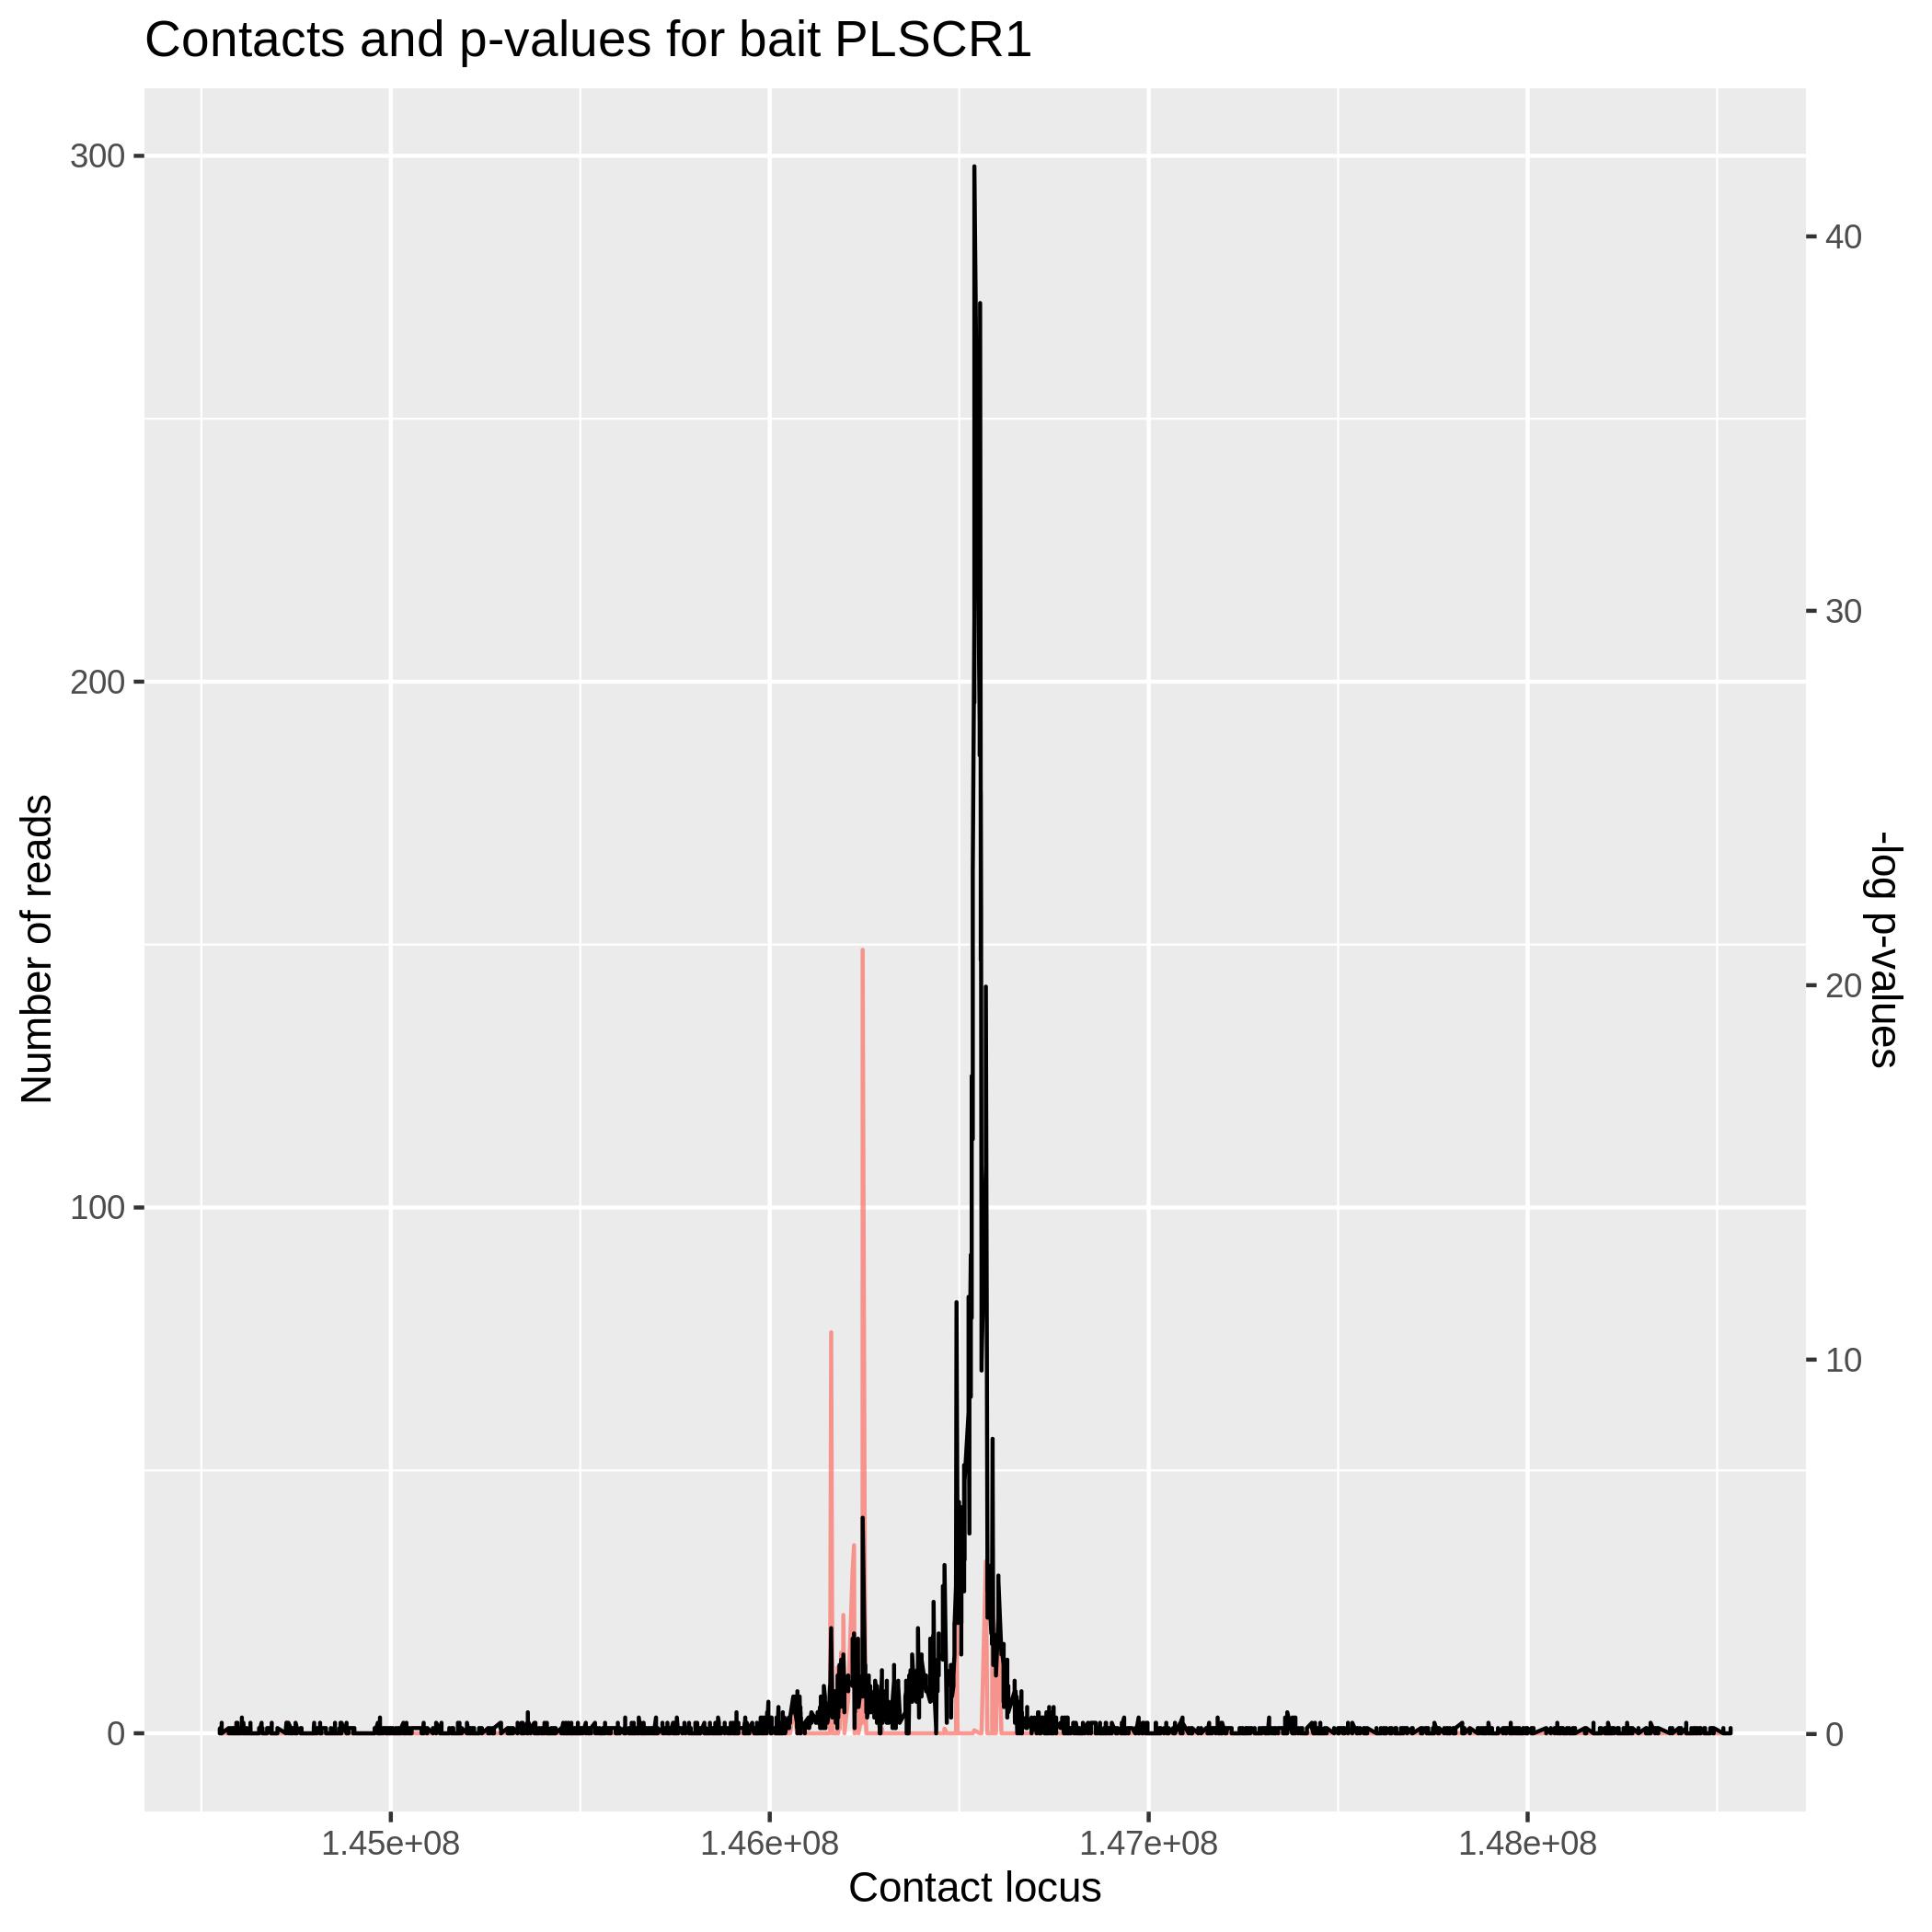 Contacts and p-values for bait PLSCR1
300
200
100
0
Number of reads
40
30
20
10
0
-log p-values
1.45e+08
1.46e+08
1.47e+08
1.48e+08
Contact locus